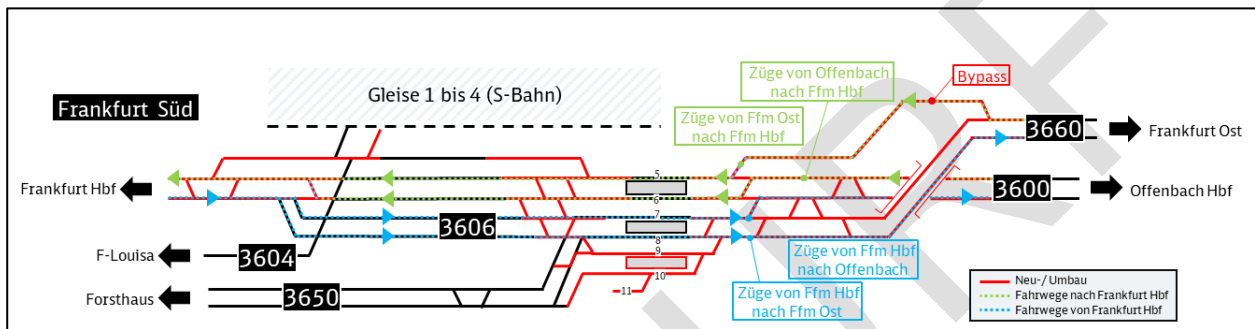 Gleise 1 bis 4 (S-Bahn)
Frankfurt Süd
Züge von Offenbach
nach Ffm Hbf
Bypass
Züge von Ffm Ost
nach Ffm Hbf
3660
Frankfurt Ost
Frankfurt Hbf
5
6
7
8
9
10
11
3600
Offenbach Hbf
3606
F-Louisa
3604
Züge von Ffm Hbf
nach Offenbach
Forsthaus
3650
Züge von Ffm Hbf
nach Ffm Ost
Neu-/ Umbau
Fahrwege nach Frankfurt Hbf
Fahrwege von Frankfurt Hbf